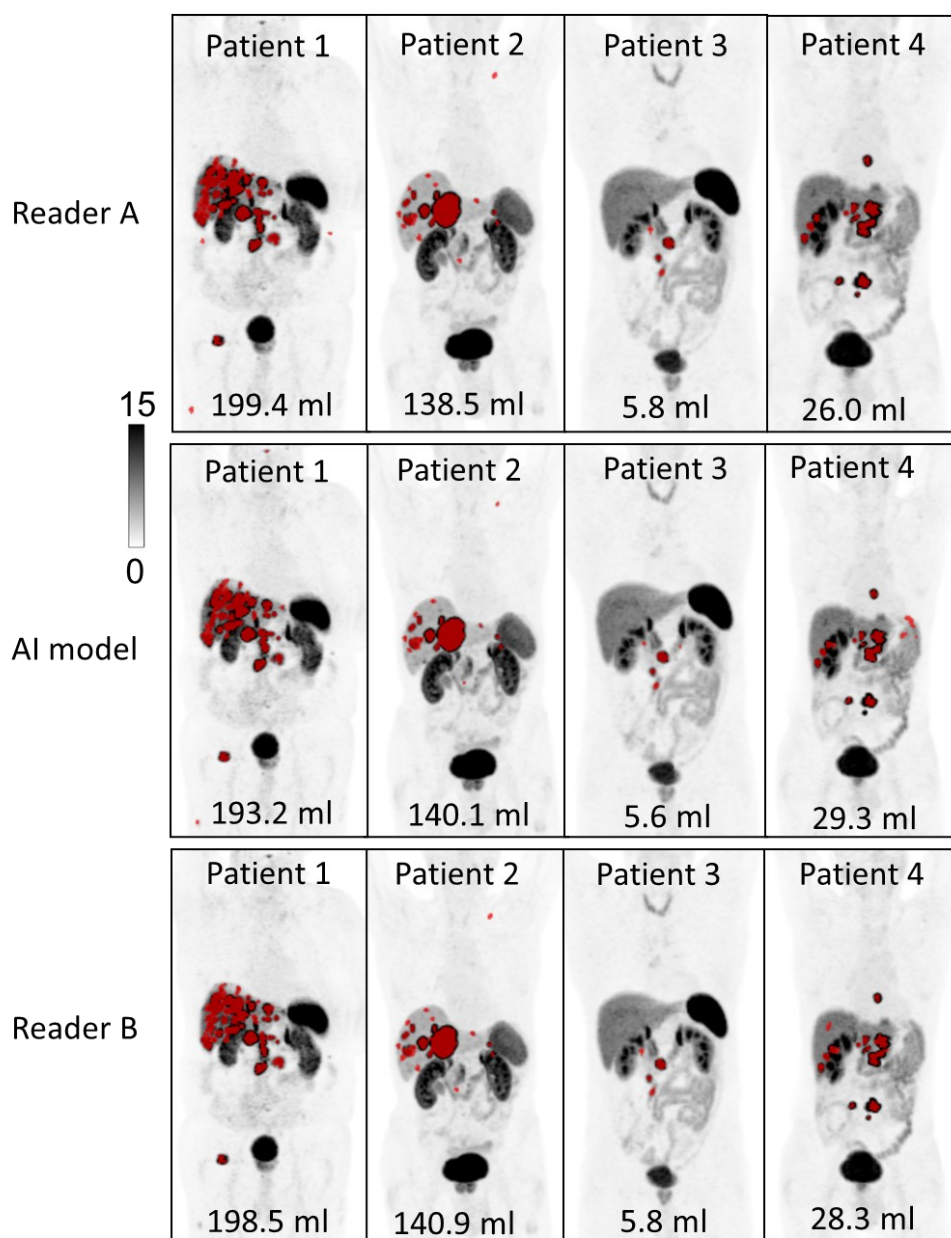 Patient 1 Patient 2 Patient 3 Patient 4
Reader A
199.4 ml 138.5 ml 5.8 ml 26.0 ml
15
0
Patient 1 Patient 2 Patient 3 Patient 4
AI model
193.2 ml 140.1 ml 5.6 ml 29.3 ml
Patient 1 Patient 2 Patient 3 Patient 4
Reader B
198.5 ml 140.9 ml 5.8 ml 28.3 ml